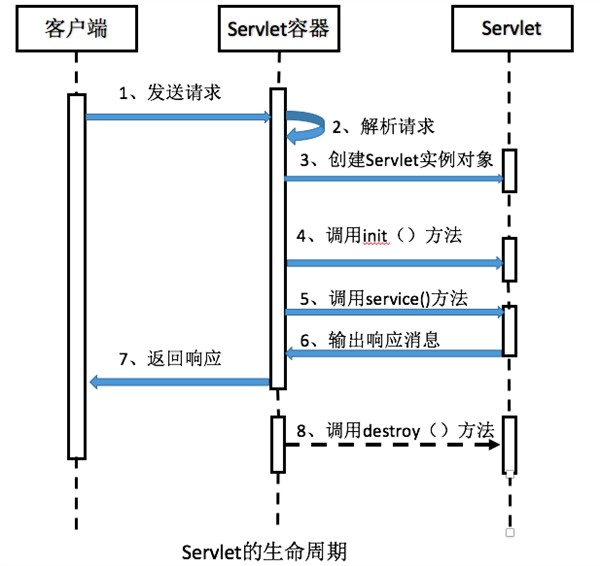 客户端
Servlet容器
Servlet
1、发送请求
2、解析请求
3、创建Servlet实例对象
4、调用init（）方法
5、调用service()方法
6、输出响应消息
7、返回响应
8、调用destroy（）方法
Servlet的生命周期